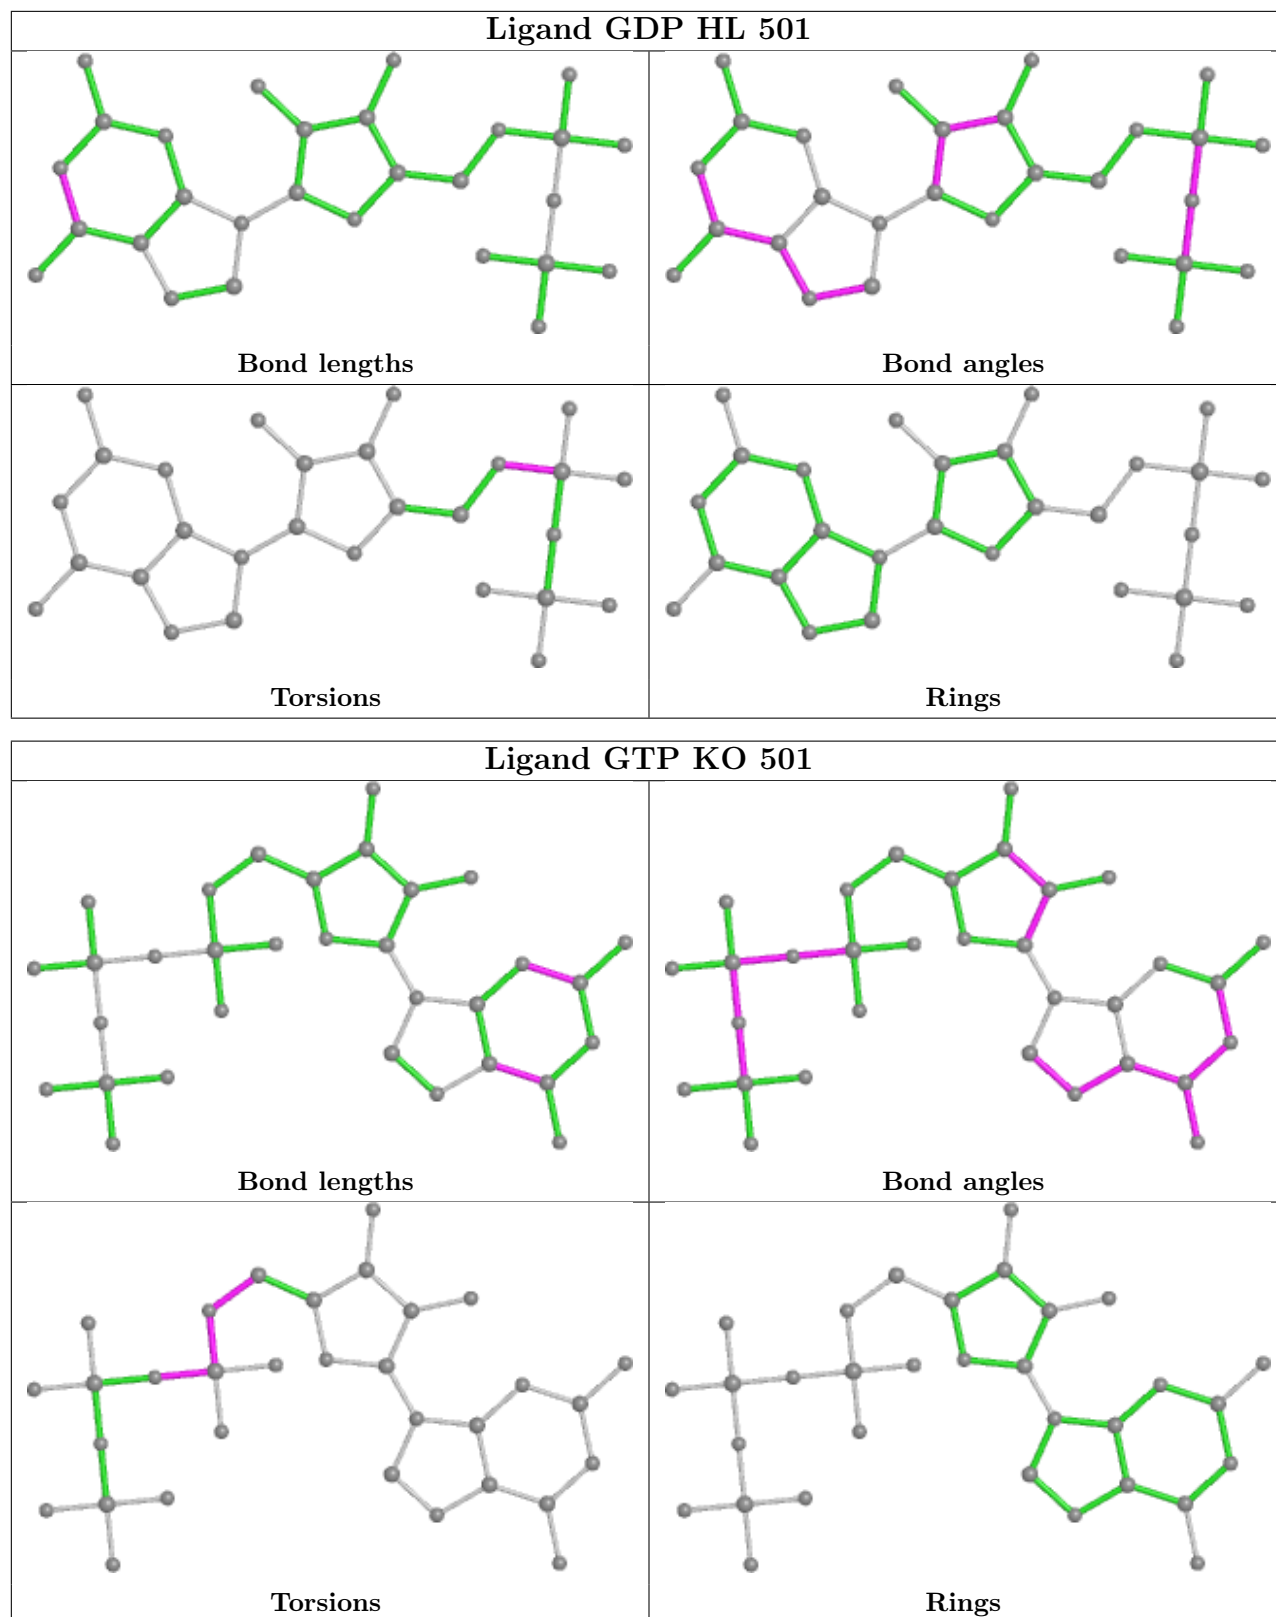 Ligand GDP HL 501
Bond lengths
Bond angles
Torsions
Rings
Ligand GTP KO 501
Bond lengths
Bond angles
Torsions
Rings